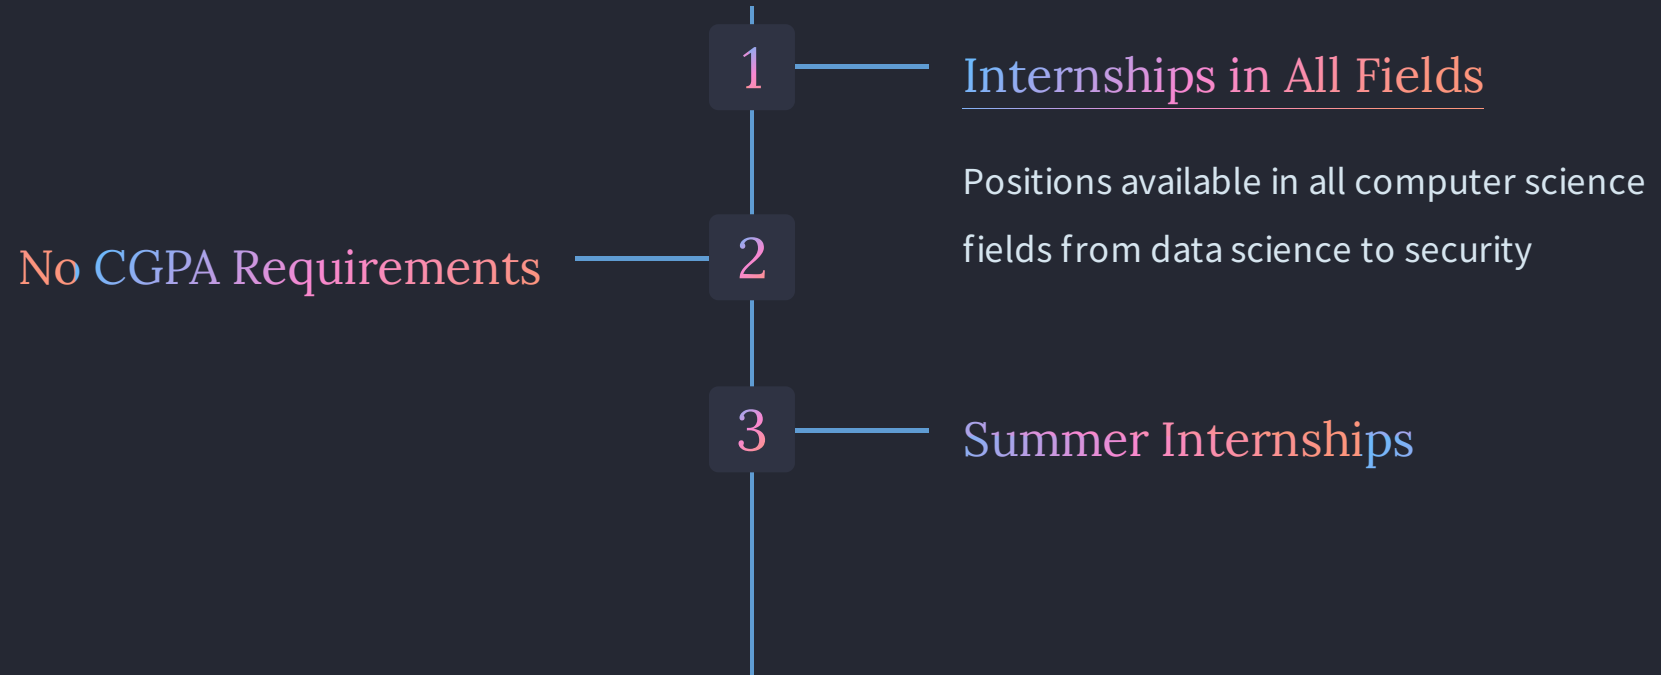 1
Internships in All Fields
Positions available in all computer science
fields from data science to security
2
No CGPA Requirements
3
Summer Internships